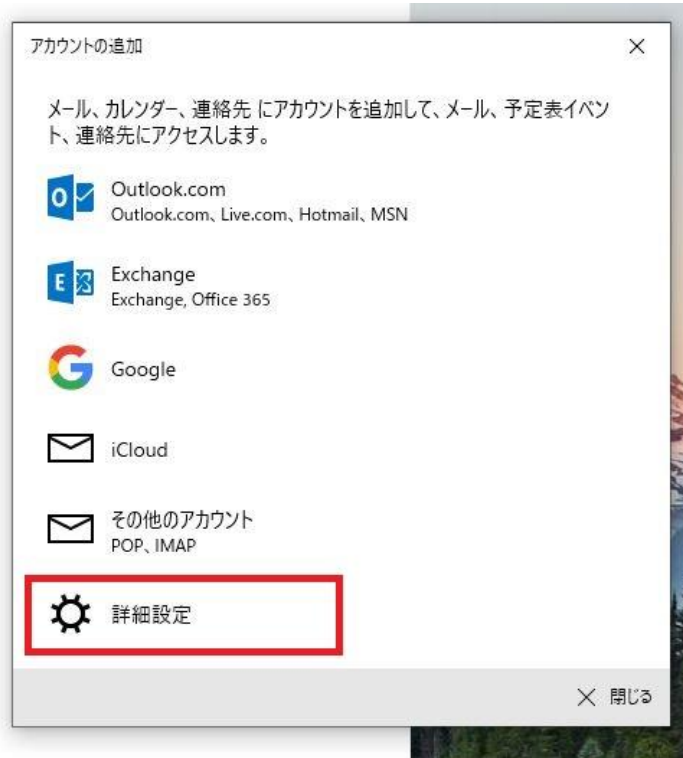 アカウントの追加
メール、カレンダー、連絡先 にアカウントを追加して、メール、予定表イベン
ト、連絡先にアクセスします。
Outlook.com
Outlook.com、Live.com、Hotmail、MSN
Exchange
Exchange, Office 365
Google
iCloud
その他のアカウント
POP、IMAP
詳細設定
閉じる